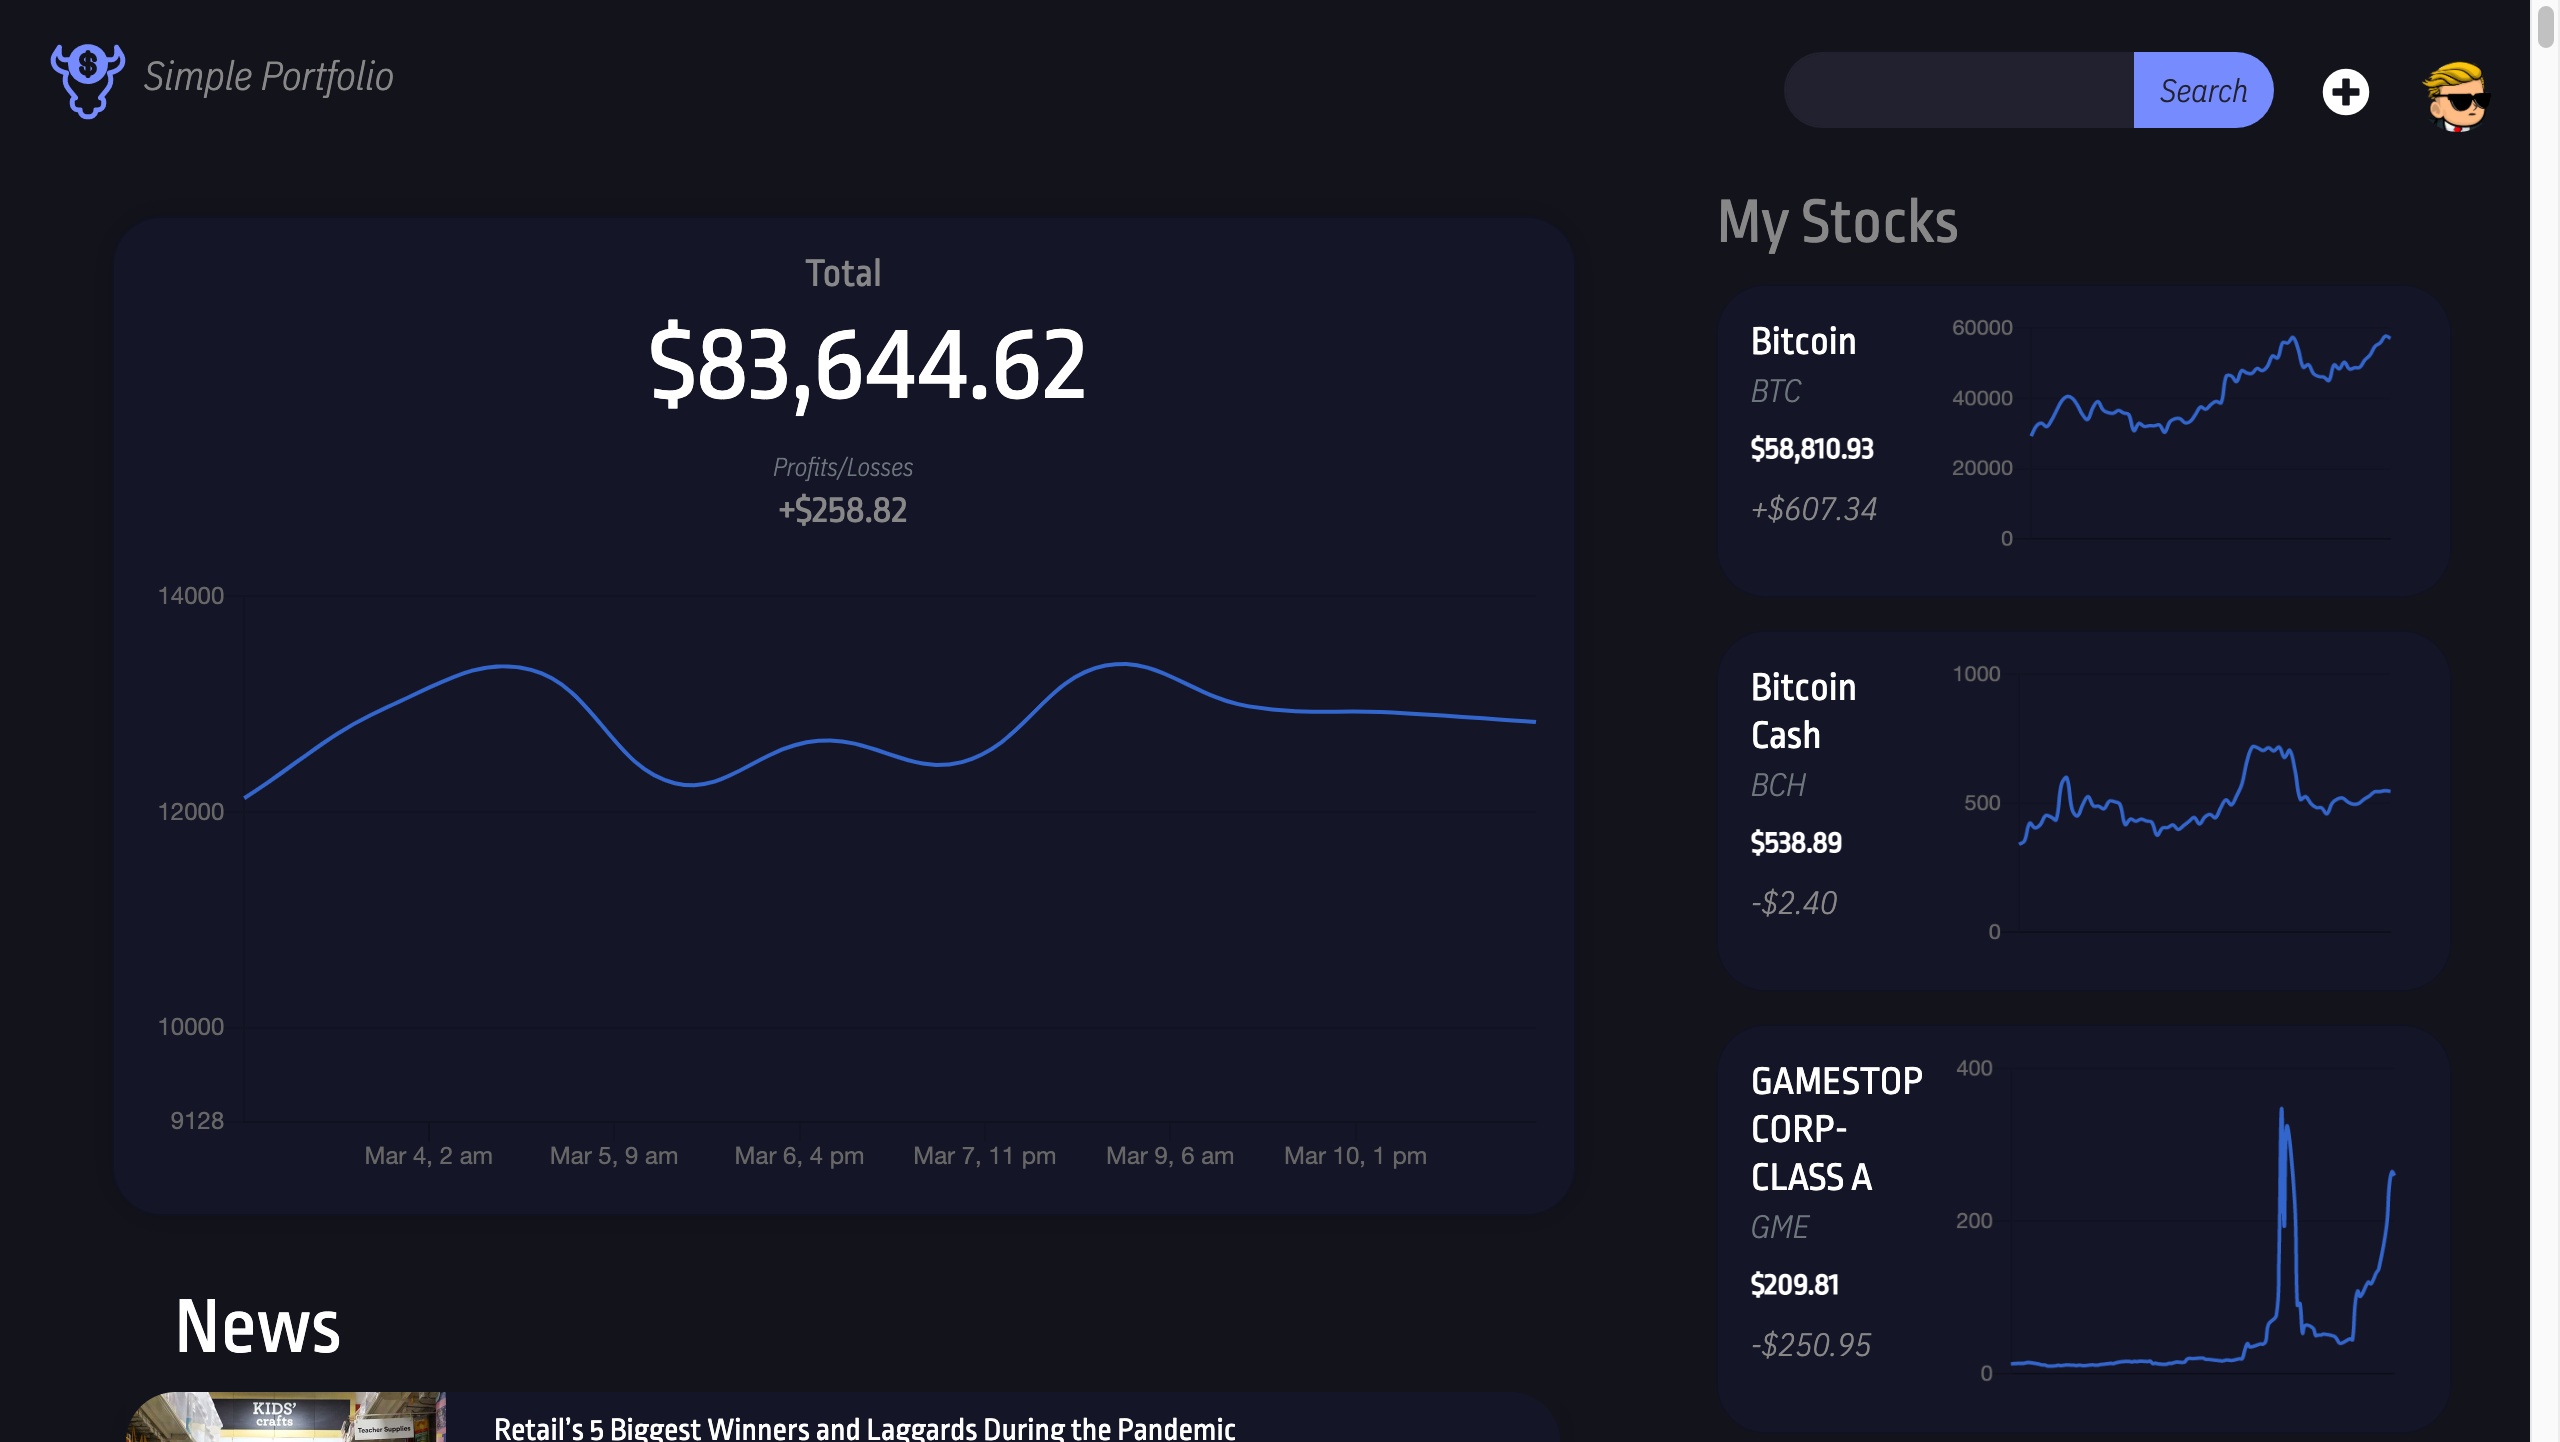 Simple Portfolio
Search
Total
$83,644.62
Profits/Losses
+$258.82
14000
12000
10000
9128
Mar 4, 2 am
Mar 5, 9 am
Mar 6, 4 pm
Mar 7, 11 pm
Mar 9, 6 am
Mar 10, 1 pm
News
KIDS'
crafts
Teacher Supplies
Retail’s 5 Biggest Winners and Laggards During the Pandemic
My Stocks
Bitcoin
BTC
$58,810.93
+$607.34
60000
40000
20000
0
Bitcoin
Cash
BCH
$538.89
-$2.40
1000
500
0
GAMESTOP
CORP-
CLASS A
GME
$209.81
-$250.95
400
200
0